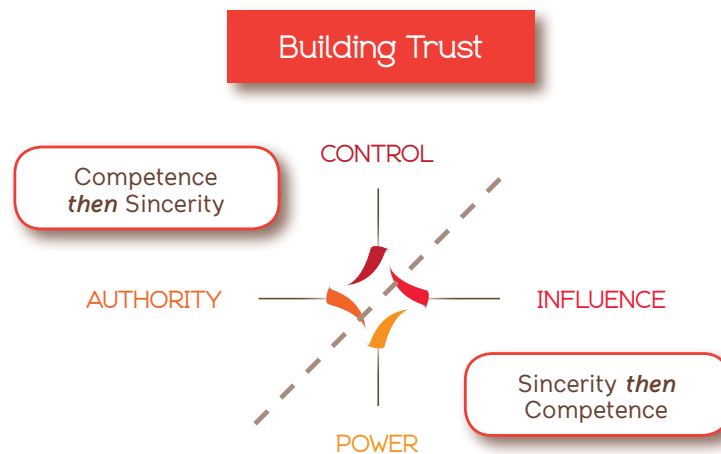 Building Trust
CONTROL
Competence
then Sincerity
AUTHORITY
INFLUENCE
Sincerity then
Competence
POWER